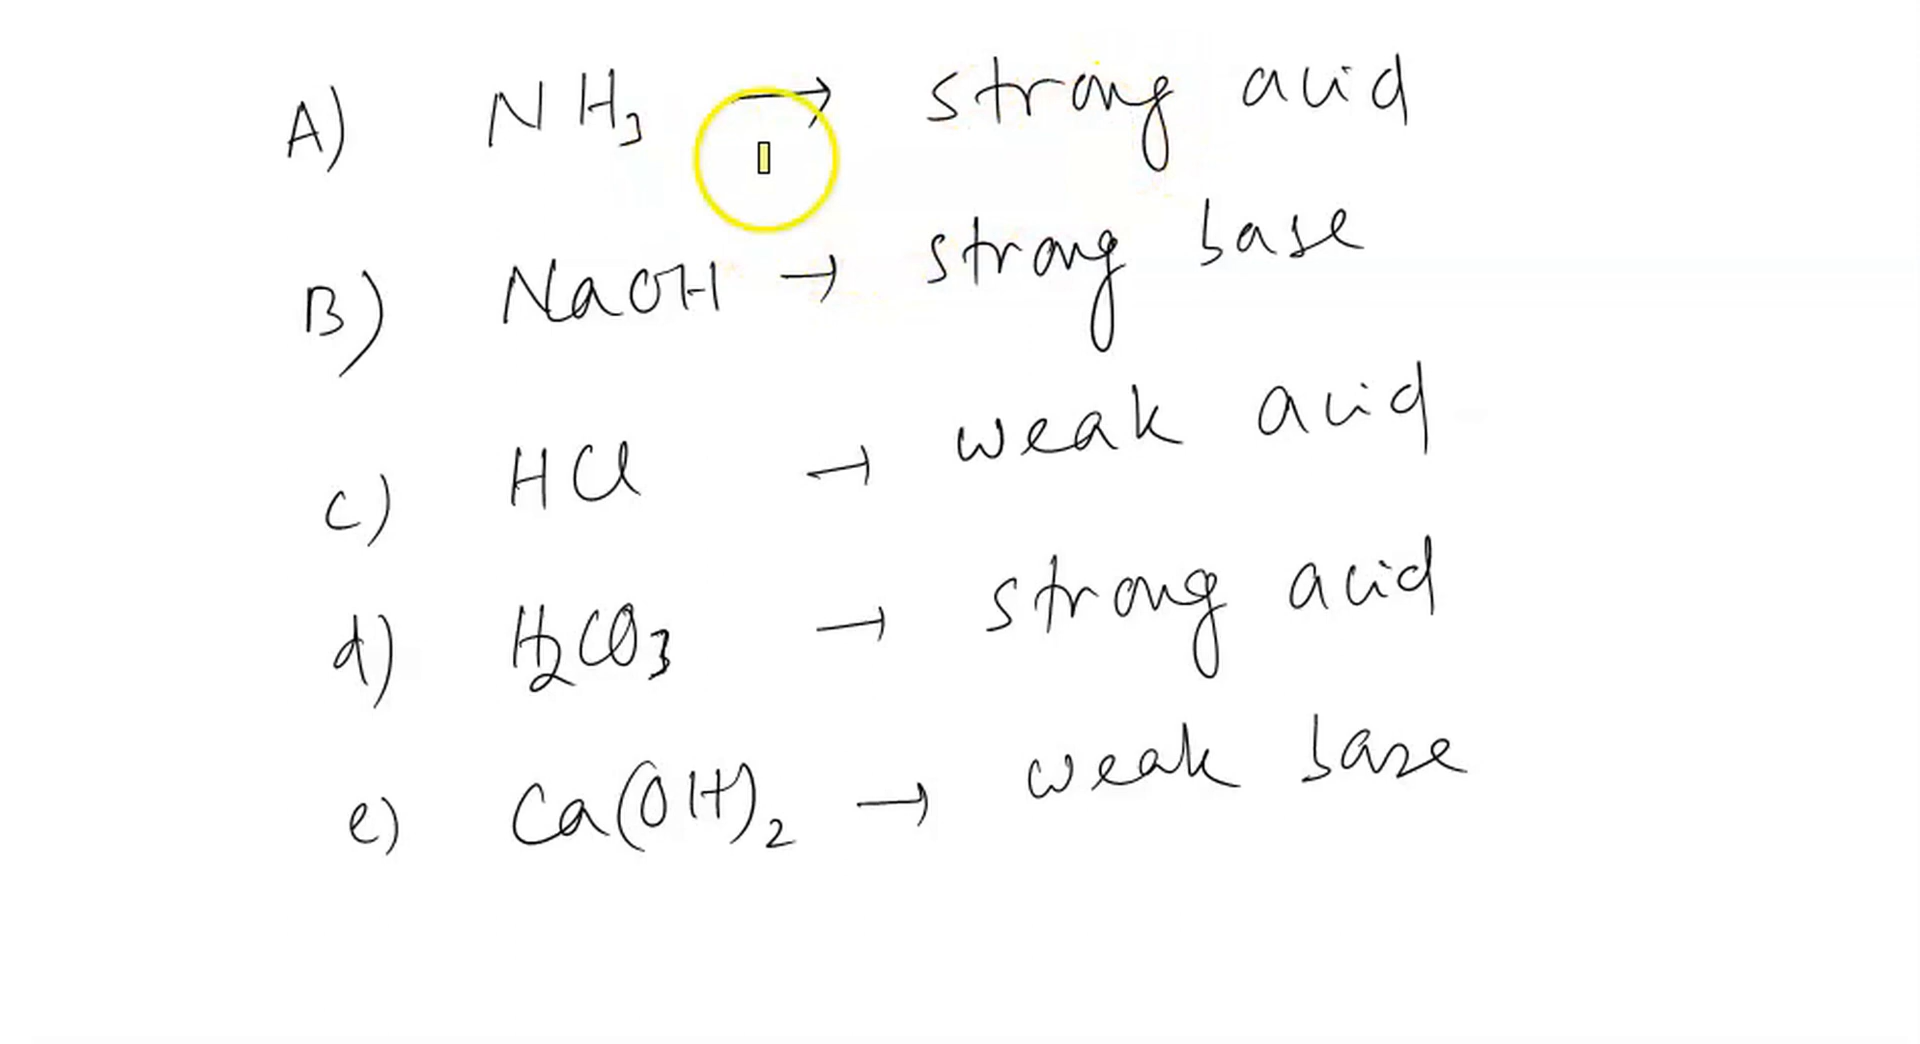 A) NH₃ → strong acid
B) NaOH → strong base
c) HCl → weak acid
d) H₂CO₃ → strong acid
e) Ca(OH)₂ → weak base